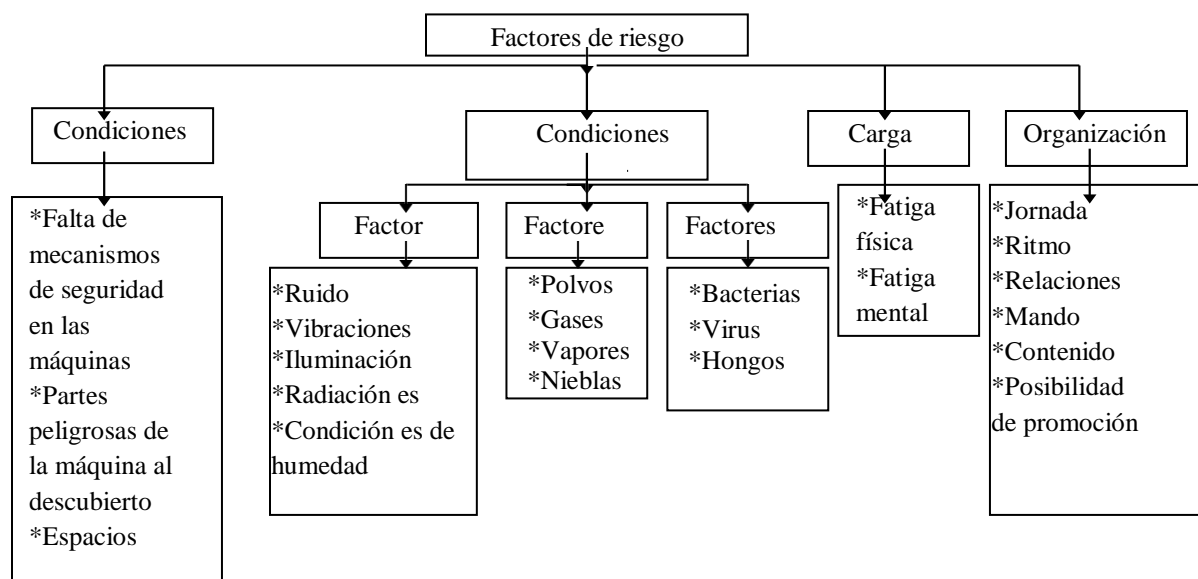 Factores de riesgo
Condiciones
Condiciones
Carga
Organización
*Falta de
mecanismos
de seguridad
en las
máquinas
*Partes
peligrosas de
la máquina al
descubierto
*Espacios
Factor
Factore
Factores
*Ruido
*Vibraciones
*Iluminación
*Radiación es
*Condición es de
humedad
*Polvos
*Gases
*Vapores
*Nieblas
*Bacterias
*Virus
*Hongos
*Fatiga
física
*Fatiga
mental
*Jornada
*Ritmo
*Relaciones
*Mando
*Contenido
*Posibilidad
de promoción